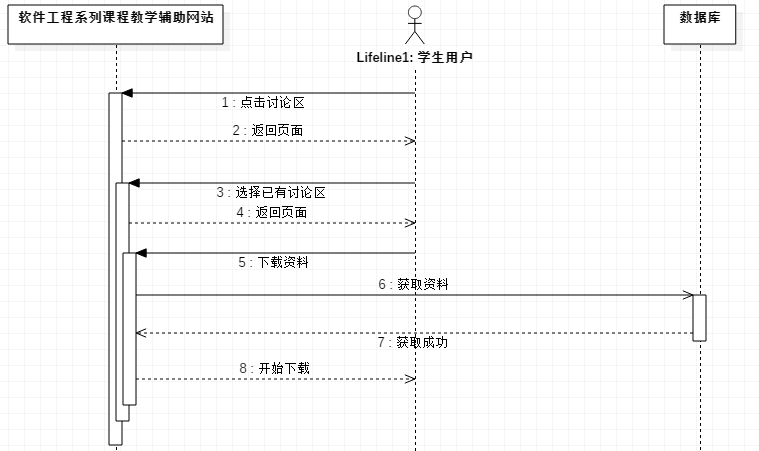 软件工程系列课程教学辅助网站
Lifeline1: 学生用户
数据库
1 : 点击讨论区
2 : 返回页面
3 : 选择已有讨论区
4 : 返回页面
5 : 下载资料
6 : 获取资料
7 : 获取成功
8 : 开始下载